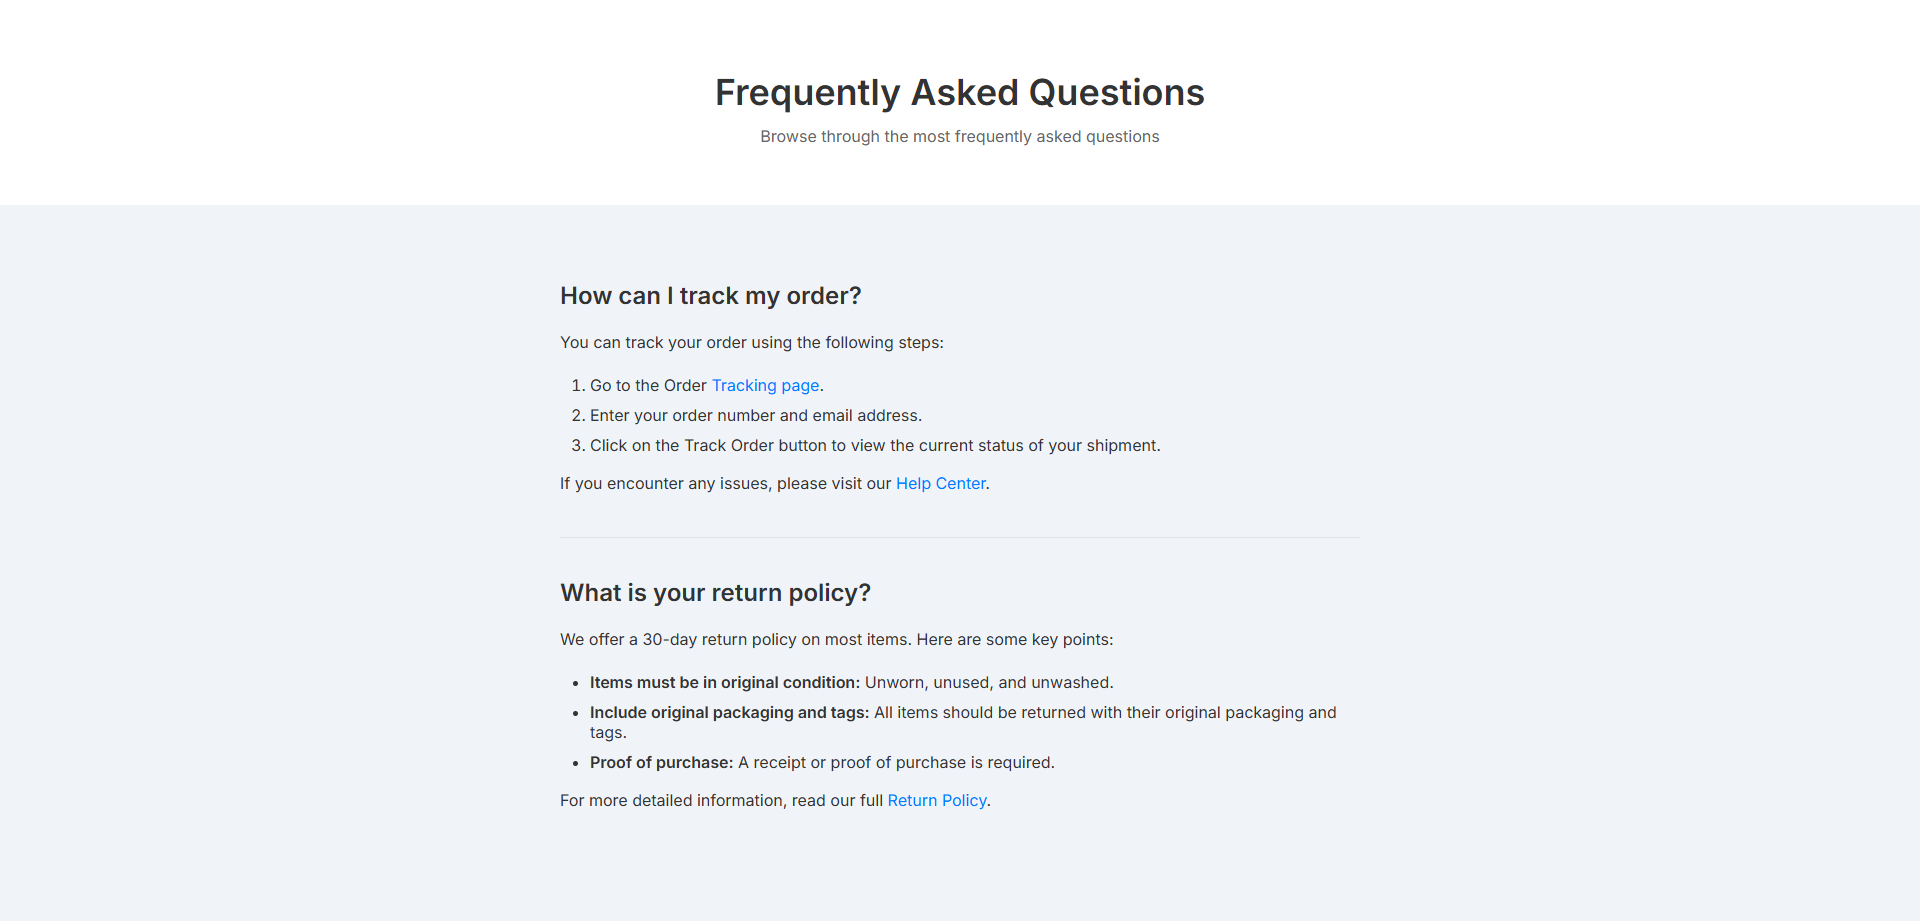 Frequently Asked Questions
Browse through the most frequently asked questions
How can I track my order?
You can track your order using the following steps:
1. Go to the Order Tracking page.
2. Enter your order number and email address.
3. Click on the Track Order button to view the current status of your shipment.
If you encounter any issues, please visit our Help Center.
What is your return policy?
We offer a 30-day return policy on most items. Here are some key points:
• Items must be in original condition: Unworn, unused, and unwashed.
• Include original packaging and tags: All items should be returned with their original packaging and
tags.
• Proof of purchase: A receipt or proof of purchase is required.
For more detailed information, read our full Return Policy.